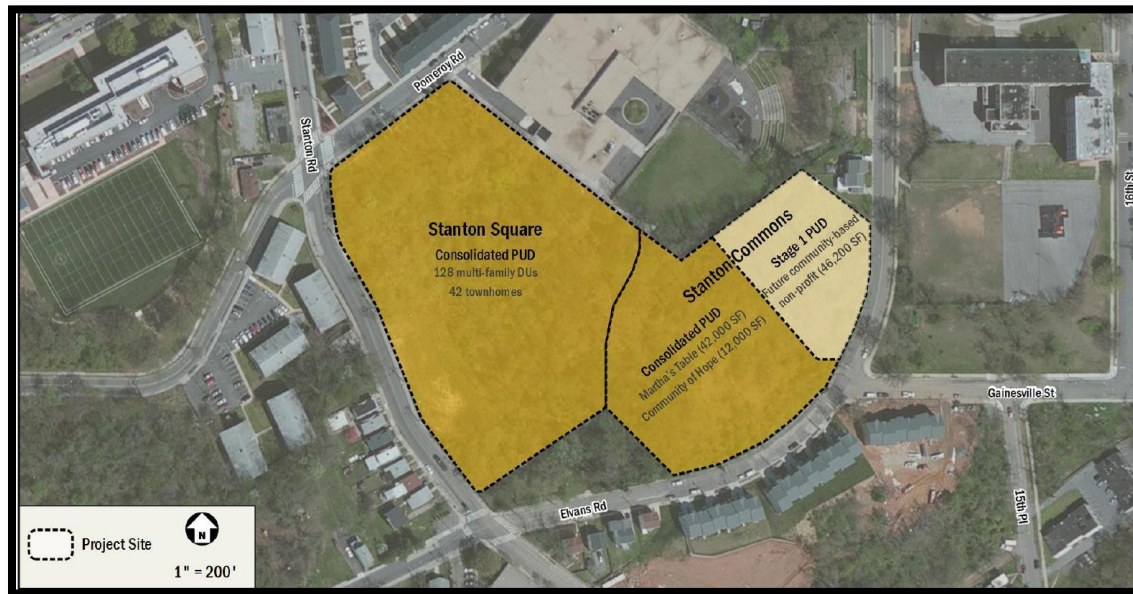 Pomeroy Rd
Stanton Rd
16th St
Stanton Square
Consolidated PUD
128 multi-family DUs
42 townhomes
Stanton Commons
Stage 1 PUD
Future community-based
non-profit (46,200 SF)
Consolidated PUD
Martha's Table (42,000 SF)
Community of Hope (12,000 SF)
Gainesville St
15th Pl
Elvans Rd
Project Site
N
1" = 200'